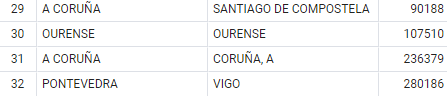 29 A CORUÑA SANTIAGO DE COMPOSTELA 90188
30 OURENSE OURENSE 107510
31 A CORUÑA CORUÑA, A 236379
32 PONTEVEDRA VIGO 280186